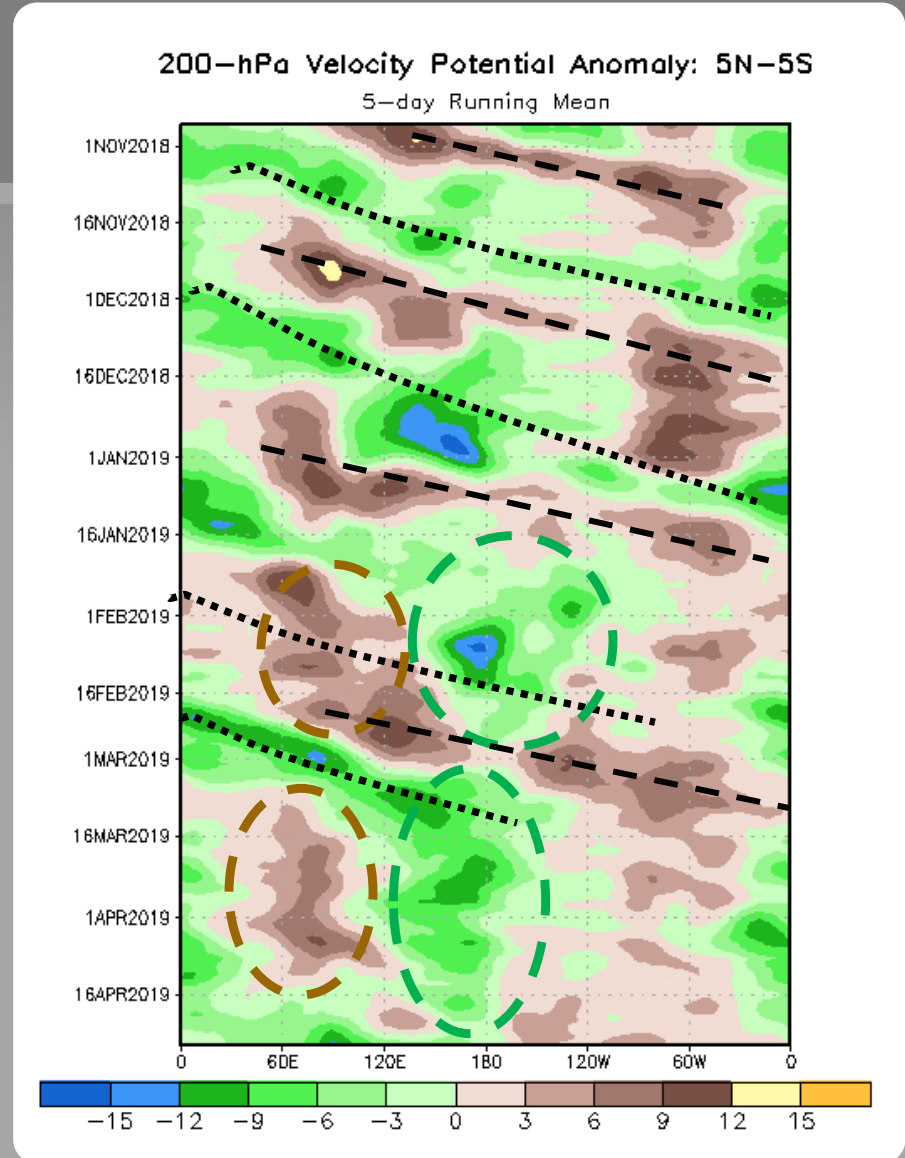 200-hPa Velocity Potential Anomaly: 5N-5S
5-day Running Mean
1NOV2018
16NOV2018
1DEC2018
16DEC2018
1JAN2019
16JAN2019
1FEB2019
16FEB2019
1MAR2019
16MAR2019
1APR2019
16APR2019
0 60E 120E 180 120W 60W 0
-15 -12 -9 -6 -3 0 3 6 9 12 15